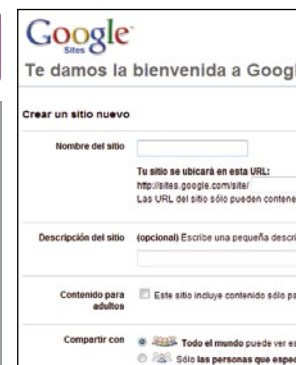 Google
Sites
Te damos la bienvenida a Googl
Crear un sitio nuevo
Nombre del sitio
Tu sitio se ubicará en esta URL:
http://sites.google.com/site/
Las URL del sitio sólo pueden contene
Descripción del sitio (opcional) Escribe una pequeña descri
Contenido para adultos Este sitio incluye contenido sólo pa
Compartir con Todo el mundo puede ver es
Sólo las personas que espec